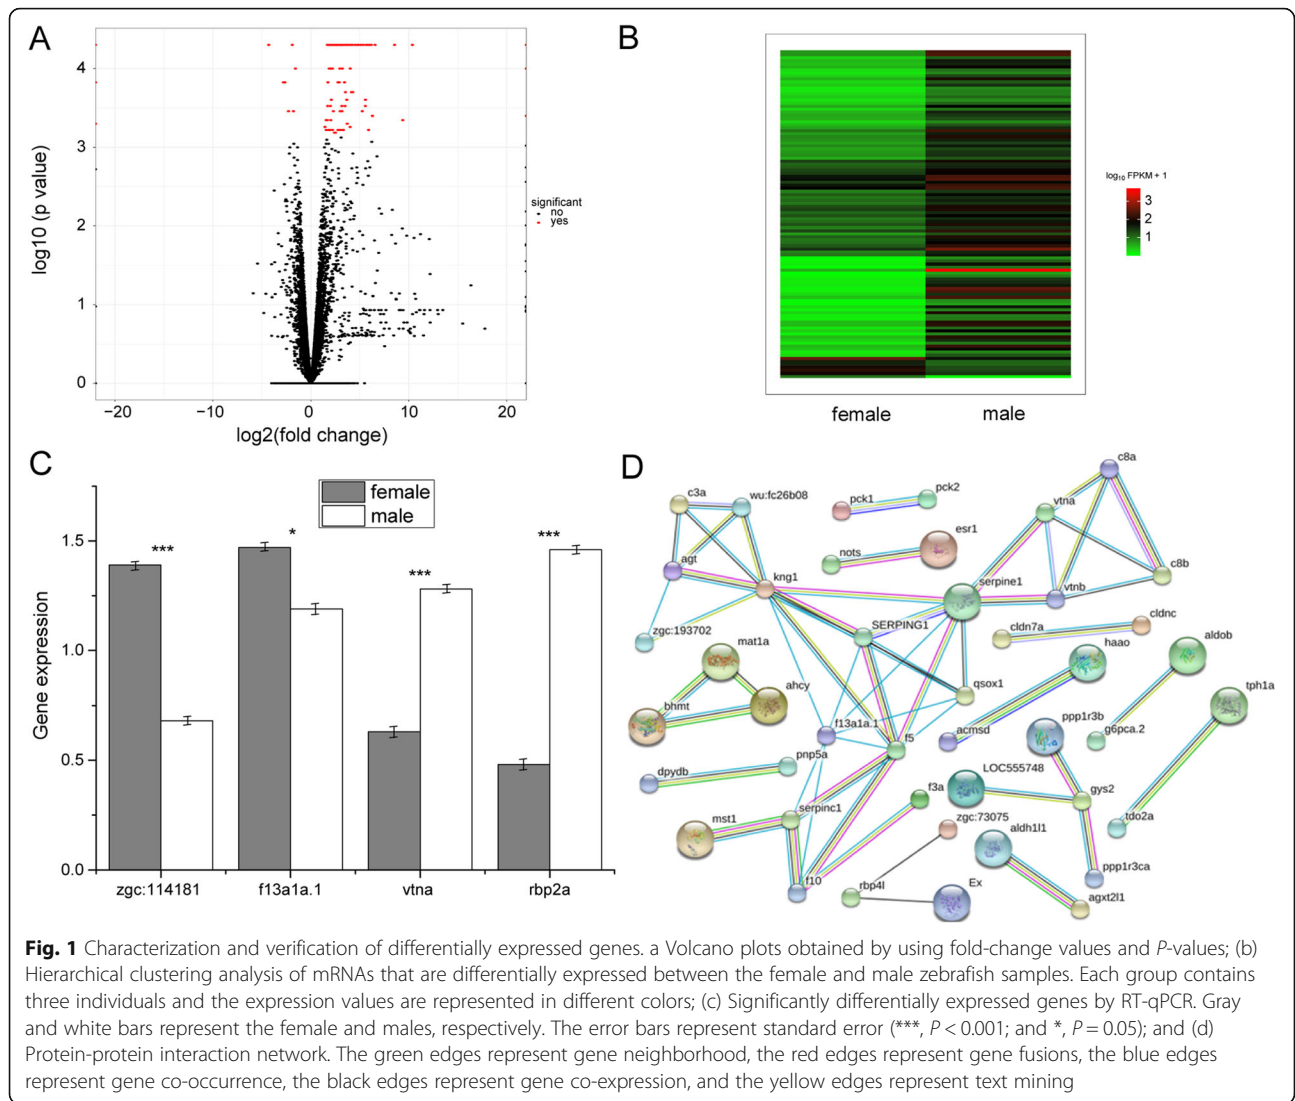 A
4
3
2
1
0
−20
−10
0
10
20
log10 (p value)
log2(fold change)
significant
no
yes
B
female
male
log10 FPKM + 1
3
2
1
C
female
male
Gene expression
1.5
1.0
0.5
0.0
***
*
***
***
zgc:114181
f13a1a.1
vtna
rbp2a
D
c8a
c3a
wu:fc26b08
pck1
pck2
vtna
esr1
nots
agt
kng1
serpine1
c8b
vtnb
zgc:193702
SERPING1
cldn7a
cldnc
mat1a
haao
aldob
ahcy
qsox1
tph1a
bhmt
f13a1a.1
f5
acmsd
ppp1r3b
g6pca.2
pnp5a
dpydb
LOC555748
gys2
f3a
serpinc1
mst1
zgc:73075
aldh1l1
tdo2a
f10
rbp4l
Ex
ppp1r3ca
agxt2l1
Fig. 1 Characterization and verification of differentially expressed genes. a Volcano plots obtained by using fold-change values and P-values; (b)
Hierarchical clustering analysis of mRNAs that are differentially expressed between the female and male zebrafish samples. Each group contains
three individuals and the expression values are represented in different colors; (c) Significantly differentially expressed genes by RT-qPCR. Gray
and white bars represent the female and males, respectively. The error bars represent standard error (***, P < 0.001; and *, P = 0.05); and (d)
Protein-protein interaction network. The green edges represent gene neighborhood, the red edges represent gene fusions, the blue edges
represent gene co-occurrence, the black edges represent gene co-expression, and the yellow edges represent text mining